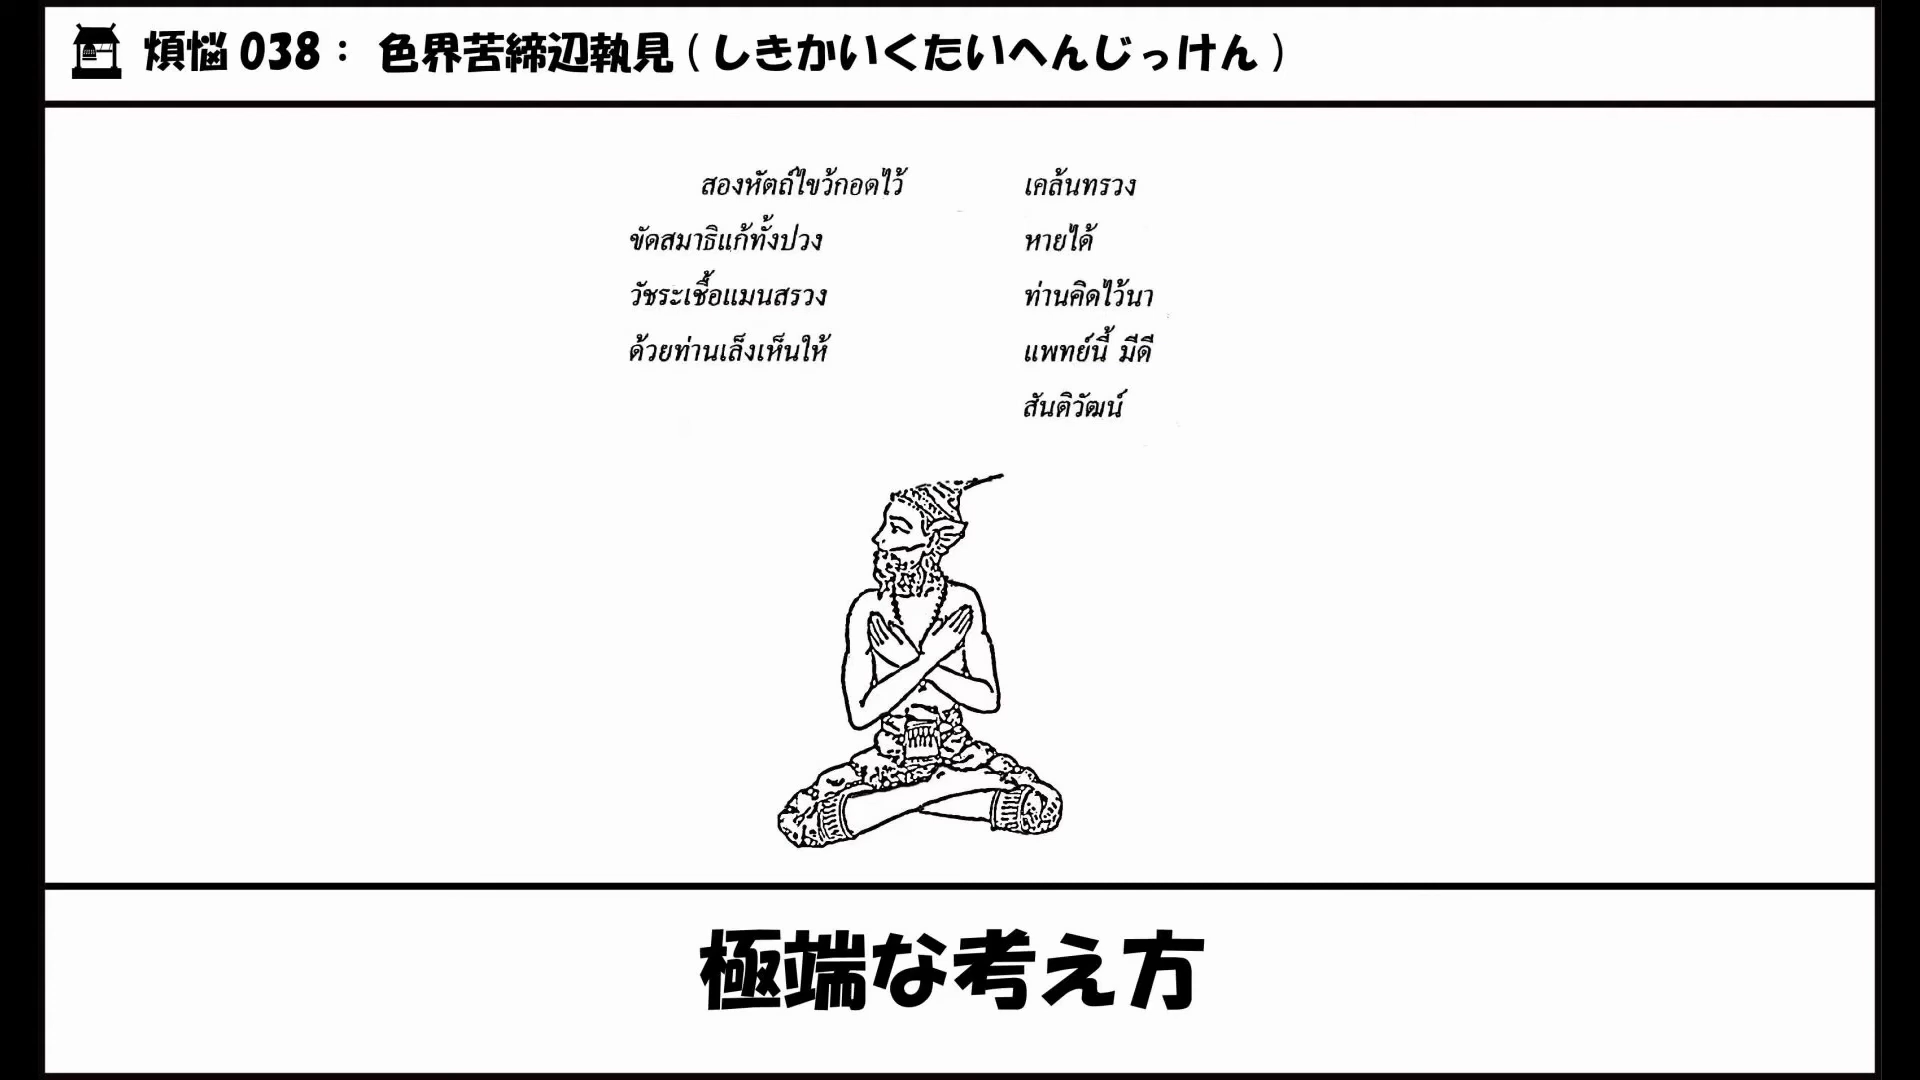 煩悩 038： 色界苦締辺執見 ( しきかいくたいへんじっけん )
สองหัตถ์ไขว้กอดไว้ เคล้นทรวง
ขัดสมาธิแก้ทั้งปวง หายได้
วัชระเชื้อแมนสรวง ท่านคิดไว้นา
ด้วยท่านเล็งเห็นให้ แพทย์นี้ มีดี
สันติวัฒน์
極端な考え方